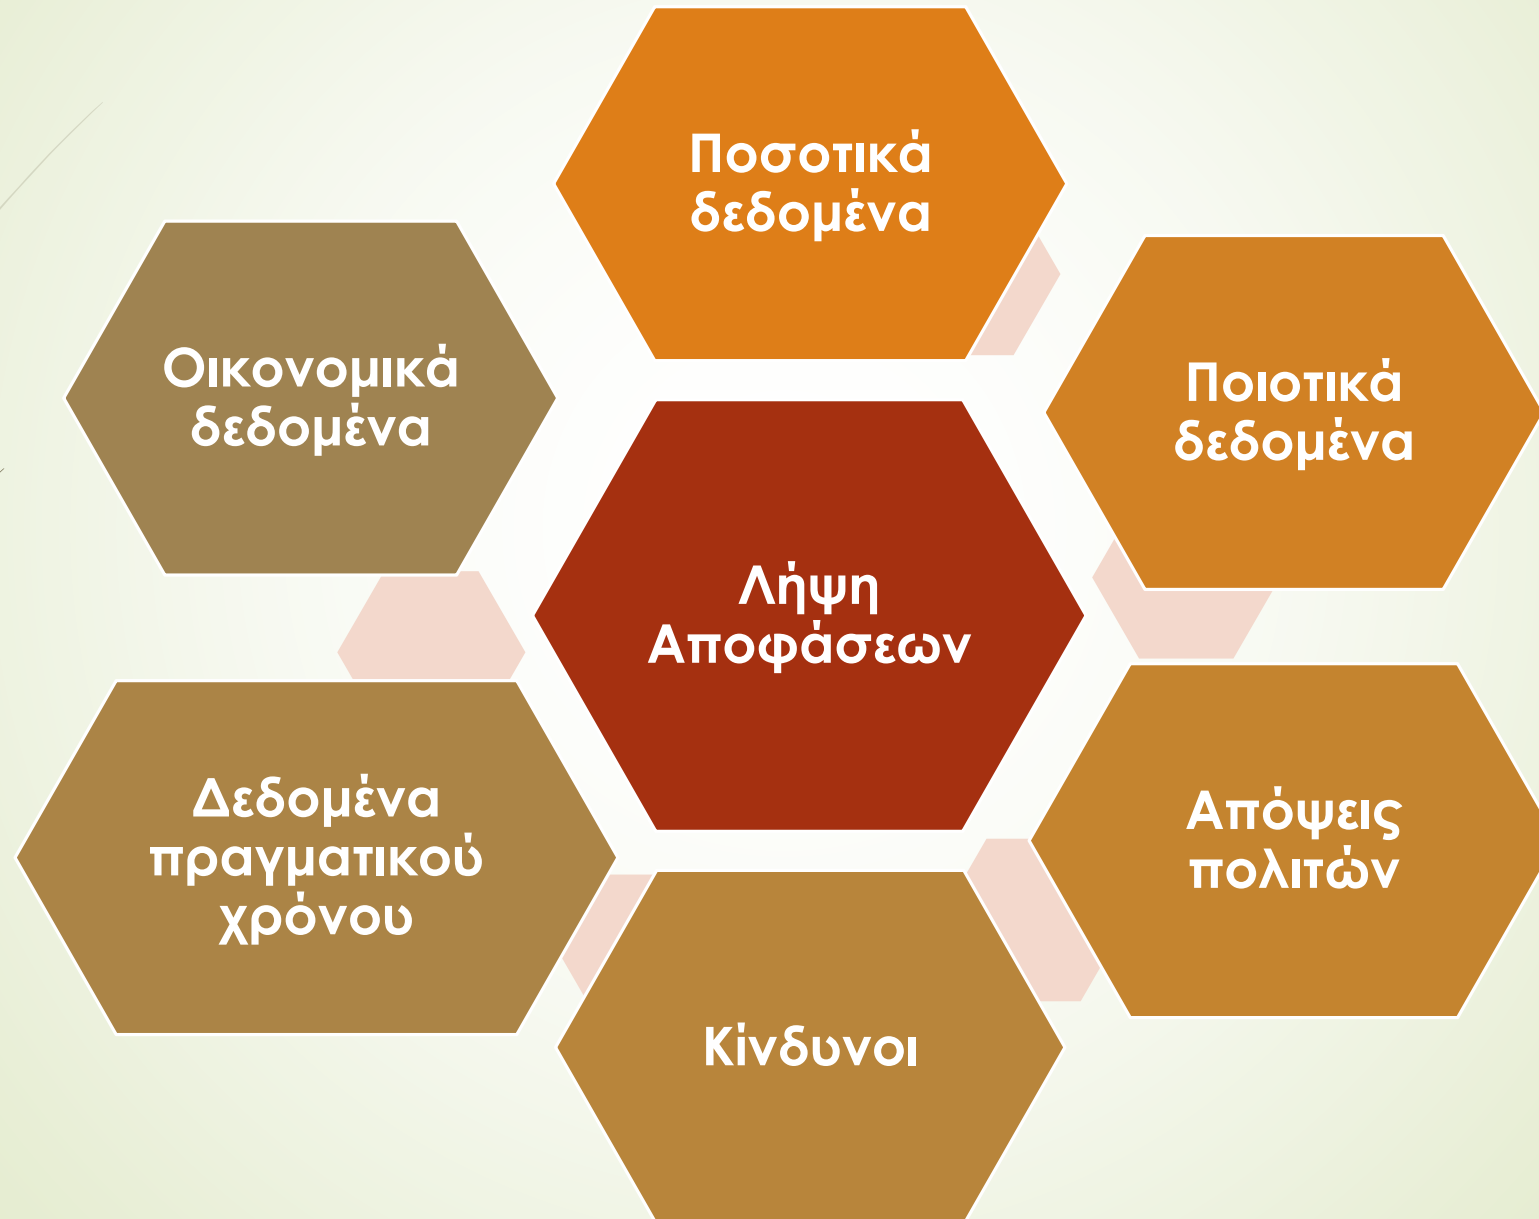 Ποσοτικά
δεδομένα
Οικονομικά
δεδομένα
Ποιοτικά
δεδομένα
Λήψη
Αποφάσεων
Δεδομένα
πραγματικού
χρόνου
Απόψεις
πολιτών
Κίνδυνοι